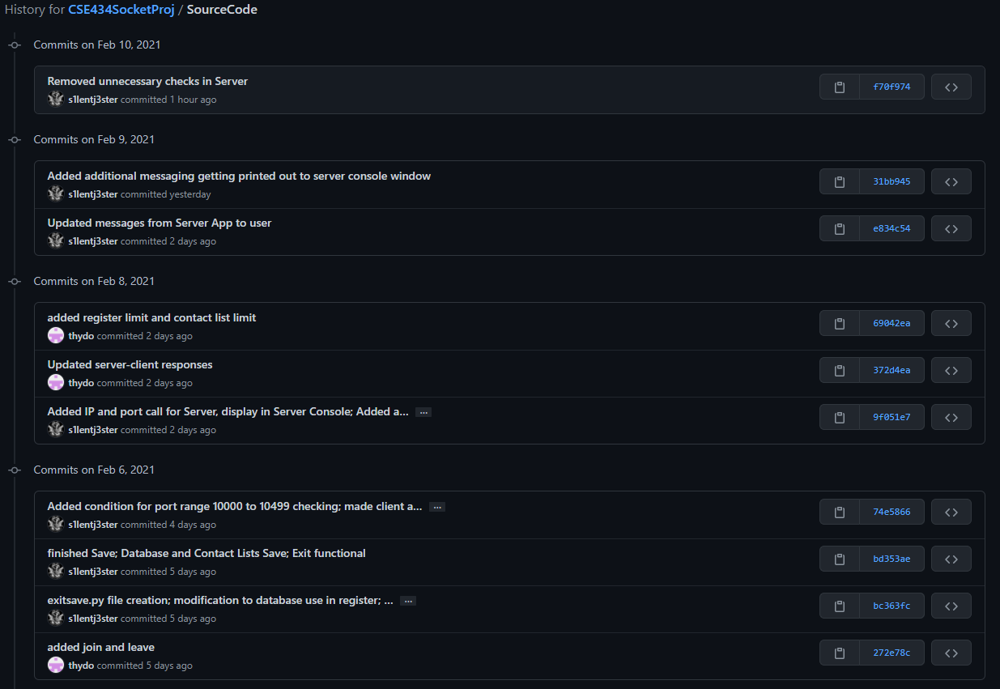 History for CSE434SocketProj / SourceCode
Commits on Feb 10, 2021
Removed unnecessary checks in Server
s1lentj3ster committed 1 hour ago
f70f974
Commits on Feb 9, 2021
Added additional messaging getting printed out to server console window
s1lentj3ster committed yesterday
31bb945
Updated messages from Server App to user
s1lentj3ster committed 2 days ago
e834c54
Commits on Feb 8, 2021
added register limit and contact list limit
thydo committed 2 days ago
69042ea
Updated server-client responses
thydo committed 2 days ago
372d4ea
Added IP and port call for Server, display in Server Console; Added a... …
s1lentj3ster committed 2 days ago
9f051e7
Commits on Feb 6, 2021
Added condition for port range 10000 to 10499 checking; made client a... …
s1lentj3ster committed 4 days ago
74e5866
finished Save; Database and Contact Lists Save; Exit functional
s1lentj3ster committed 5 days ago
bd353ae
exitsave.py file creation; modification to database use in register; ... …
s1lentj3ster committed 5 days ago
bc363fc
added join and leave
thydo committed 5 days ago
272e78c